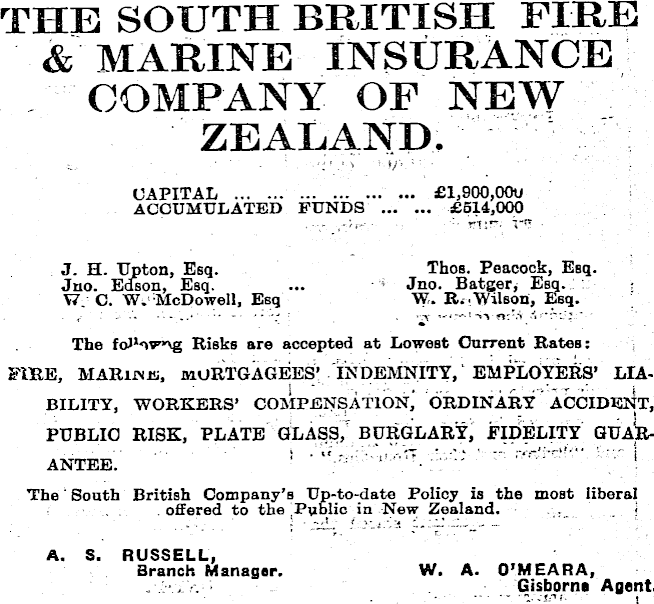 THE SOUTH BRITISH FIRE
& MARINE INSURANCE
COMPANY OF NEW
ZEALAND.
CAPITAL ... ... ... ... ... ... £1,900,000
ACCUMULATED FUNDS ... ... £514,000
J. H. Upton, Esq. Thos. Peacock, Esq.
Jno. Edson, Esq. ... Jno. Batger, Esq.
W. C. W. McDowell, Esq W. R. Wilson, Esq.
The following Risks are accepted at Lowest Current Rates:
FIRE, MARINE, MORTGAGEES' INDEMNITY, EMPLOYERS' LIA-
BILITY, WORKERS' COMPENSATION, ORDINARY ACCIDENT,
PUBLIC RISK, PLATE GLASS, BURGLARY, FIDELITY GUAR-
ANTEE.
The South British Company's Up-to-date Policy is the most liberal
offered to the Public in New Zealand.
A. S. RUSSELL,
Branch Manager.
W. A. O'MEARA,
Gisborne Agent.